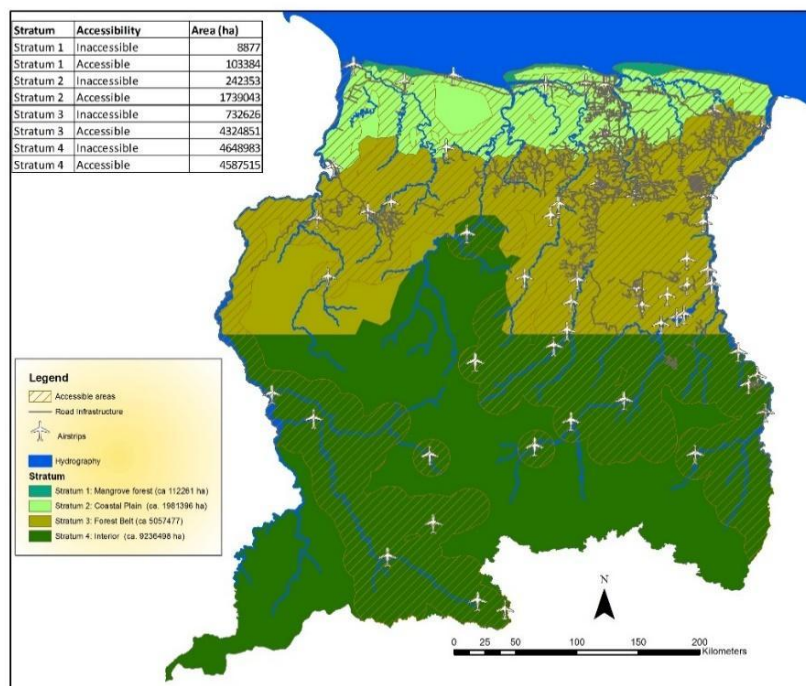 Stratum Accessibility Area (ha)
Stratum 1 Inaccessible 8877
Stratum 1 Accessible 103384
Stratum 2 Inaccessible 242353
Stratum 2 Accessible 1739043
Stratum 3 Inaccessible 732626
Stratum 3 Accessible 4324851
Stratum 4 Inaccessible 4648983
Stratum 4 Accessible 4587515
Legend
Accessible areas
Road Infrastructure
Airstrips
Hydrography
Stratum
Stratum 1: Mangrove forest (ca 112261 ha)
Stratum 2: Coastal Plain (ca. 1981396 ha)
Stratum 3: Forest Belt (ca 5057477)
Stratum 4: Interior (ca. 9236498 ha)
N
0 25 50 100 150 200
Kilometers